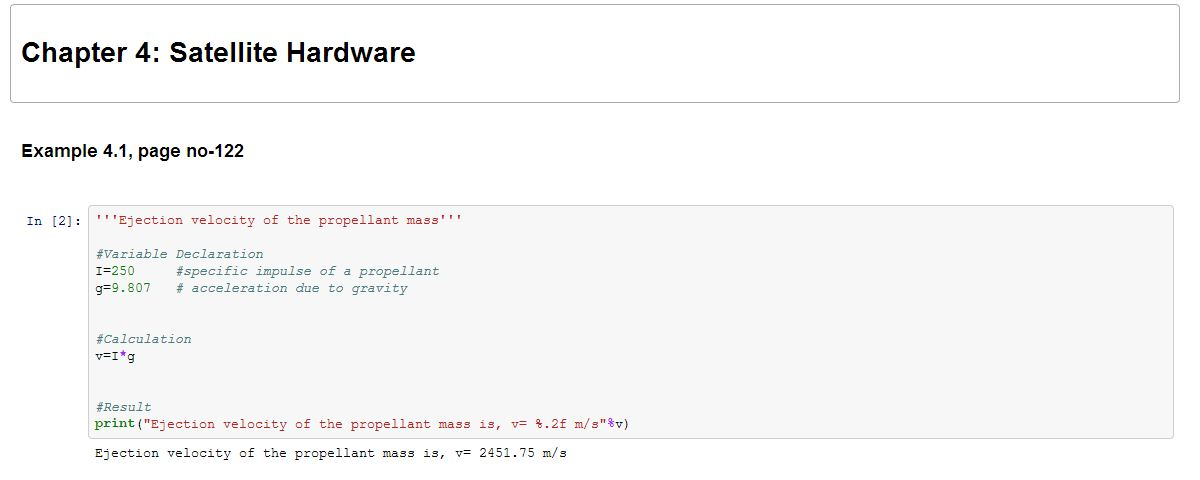 Chapter 4: Satellite Hardware
Example 4.1, page no-122
In [2]: '''Ejection velocity of the propellant mass'''
#Variable Declaration
I=250     #specific impulse of a propellant
g=9.807   # acceleration due to gravity
#Calculation
v=I*g
#Result
print("Ejection velocity of the propellant mass is, v= %.2f m/s"%v)
Ejection velocity of the propellant mass is, v= 2451.75 m/s